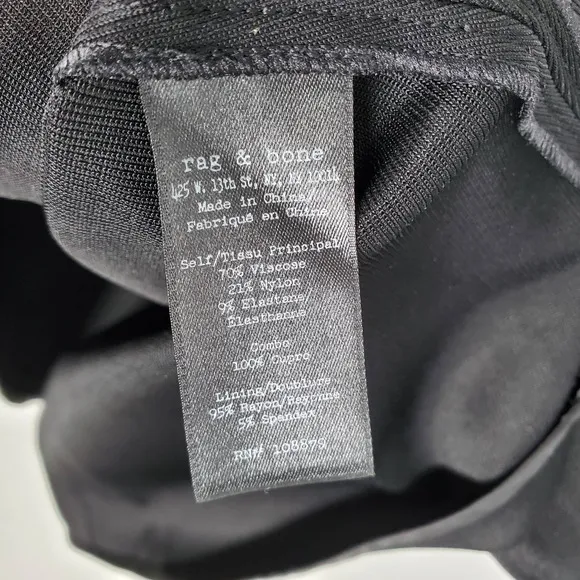 rag & bone
425 W. 13th St, NY, NY 10014
Made in China/
Fabriqué en Chine
Self/Tissu Principal
70% Viscose
21% Nylon
9% Elastane/
Elasthanne
Combo
100% Cupro
Lining/Doublure
95% Rayon/Rayonne
5% Spandex
RN#